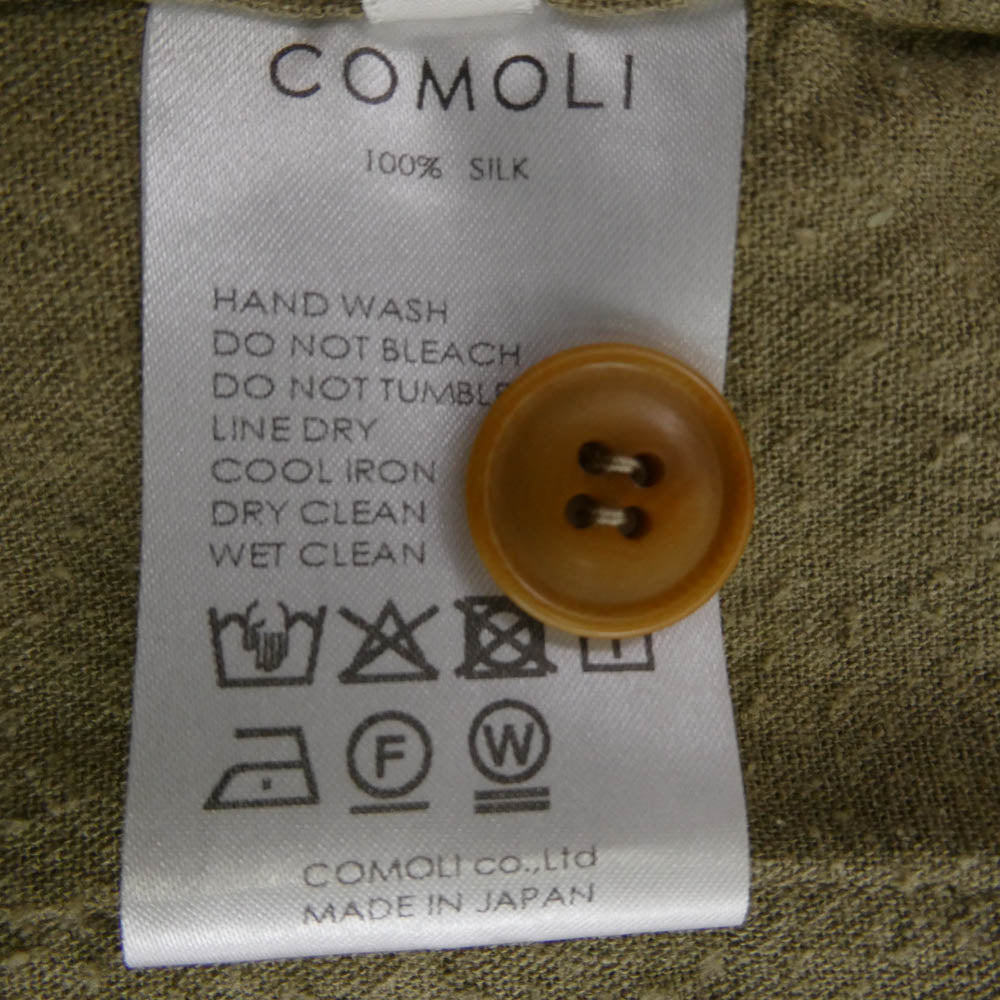 COMOLI
100% SILK
HAND WASH
DO NOT BLEACH
DO NOT TUMBLE
LINE DRY
COOL IRON
DRY CLEAN
WET CLEAN
F
W
COMOLI co.,Ltd
MADE IN JAPAN